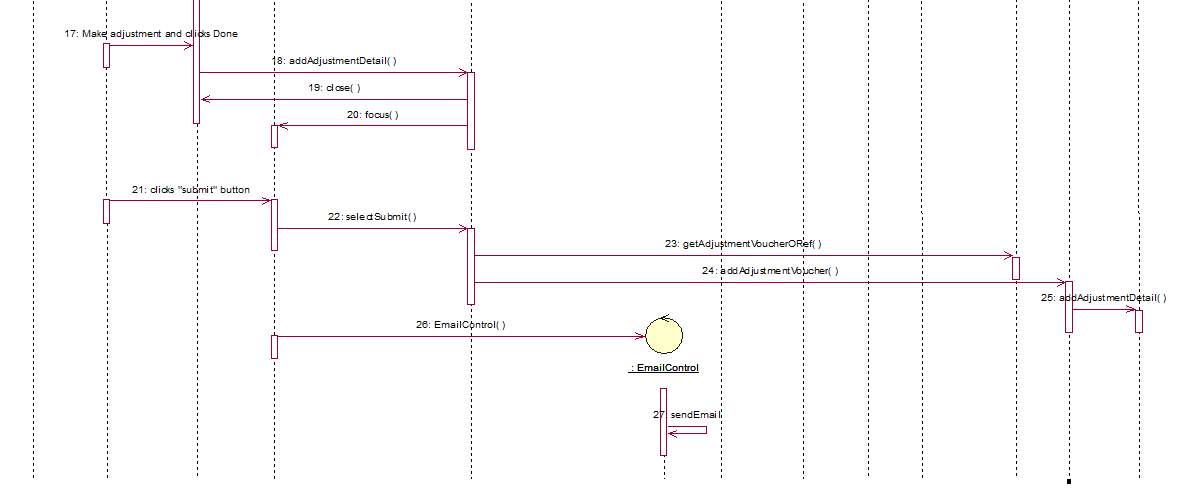 17: Make adjustment and clicks Done
18: addAdjustmentDetail( )
19: close( )
20: focus( )
21: clicks "submit" button
22: selectSubmit( )
23: getAdjustmentVoucherORef( )
24: addAdjustmentVoucher( )
25: addAdjustmentDetail( )
26: EmailControl( )
: EmailControl
27: sendEmail